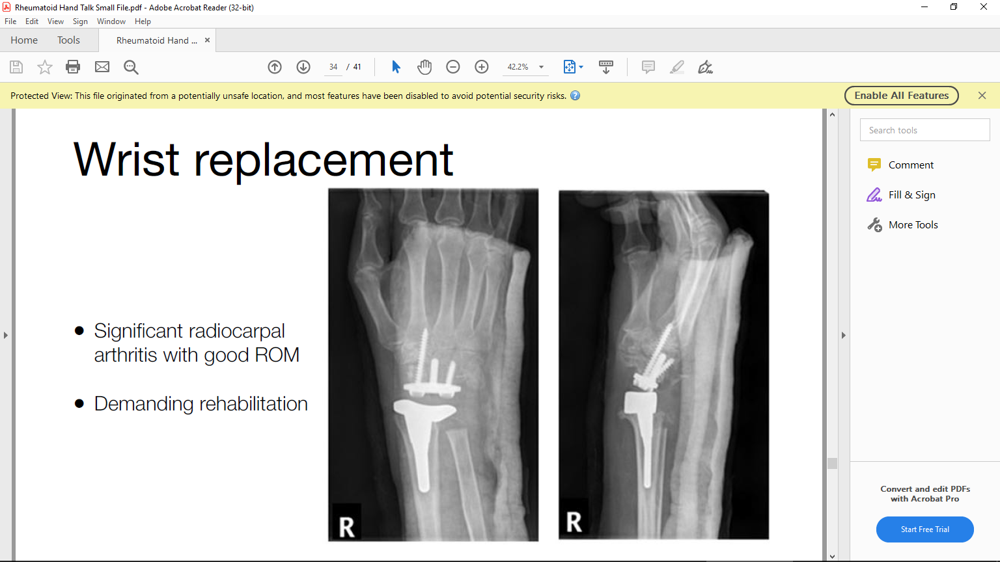 Rheumatoid Hand Talk Small File.pdf - Adobe Acrobat Reader (32-bit)
File Edit View Sign Window Help
Home Tools Rheumatoid Hand ... ×
34 / 41 42.2%
Protected View: This file originated from a potentially unsafe location, and most features have been disabled to avoid potential security risks. ? Enable All Features
Search tools
Comment
Fill & Sign
More Tools
Wrist replacement
• Significant radiocarpal
arthritis with good ROM
• Demanding rehabilitation
R
R
Convert and edit PDFs
with Acrobat Pro
Start Free Trial